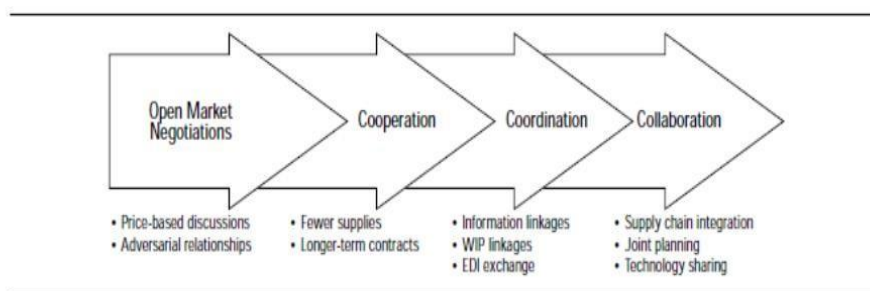 Open Market
Negotiations
Cooperation
Coordination
Collaboration
• Price-based discussions
• Adversarial relationships
• Fewer supplies
• Longer-term contracts
• Information linkages
• WIP linkages
• EDI exchange
• Supply chain integration
• Joint planning
• Technology sharing